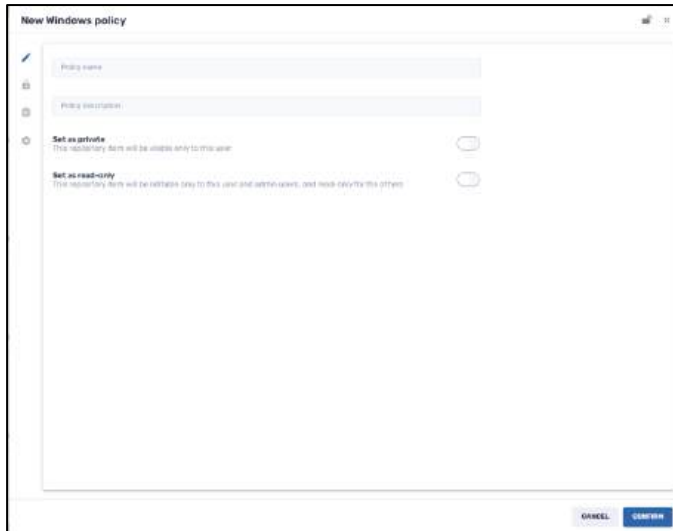 New Windows policy
Policy name
Policy description
Set as private
This repository item will be visible only to this user
Set as read-only
This repository item will be editable only to this user and admin users, and read-only for the others
CANCEL
CONFIRM